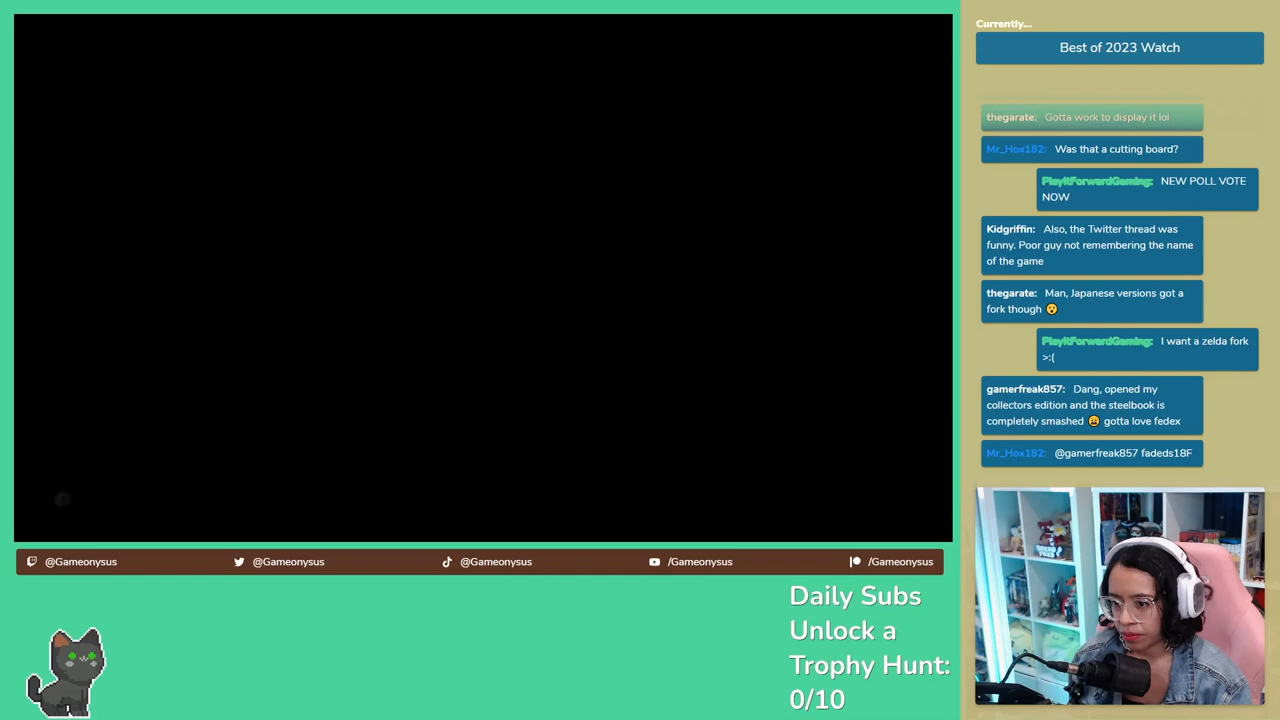 Currently...
Best of 2023 Watch
thegarate: Gotta work to display it lol
Mr_Hox182: Was that a cutting board?
PlayItForwardGaming: NEW POLL VOTE
NOW
Kidgriffin: Also, the Twitter thread was
funny. Poor guy not remembering the name
of the game
thegarate: Man, Japanese versions got a
fork though 😮
PlayItForwardGaming: I want a zelda fork
>:(
gamerfreak857: Dang, opened my
collectors edition and the steelbook is
completely smashed 😩 gotta love fedex
Mr_Hox182: @gamerfreak857 fadeds18F
@Gameonysus @Gameonysus @Gameonysus /Gameonysus /Gameonysus
Daily Subs
Unlock a
Trophy Hunt:
0/10